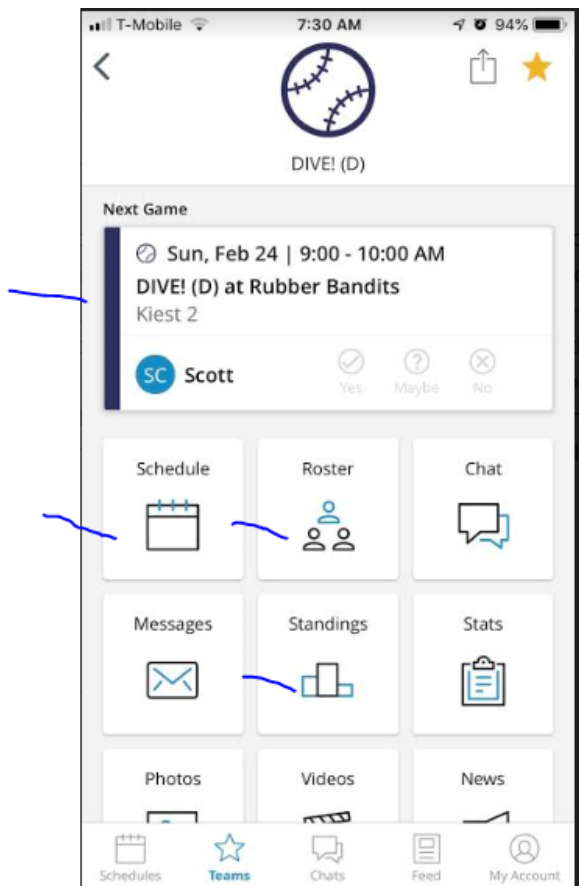 T-Mobile 7:30 AM 94%
DIVE! (D)
Next Game
Sun, Feb 24 | 9:00 - 10:00 AM
DIVE! (D) at Rubber Bandits
Kiest 2
SC Scott
? 
Yes Maybe No
Schedule Roster Chat
Messages Standings Stats
Photos Videos News
Schedules Teams Chats Feed My Account